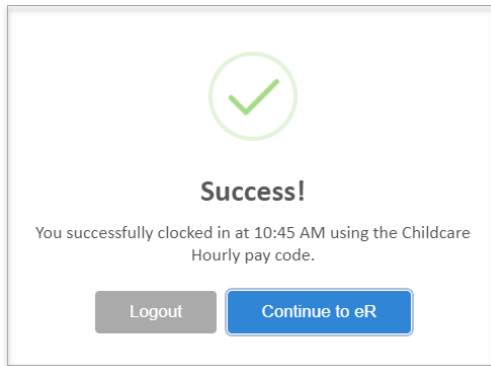 Success!
You successfully clocked in at 10:45 AM using the Childcare
Hourly pay code.
Logout
Continue to eR